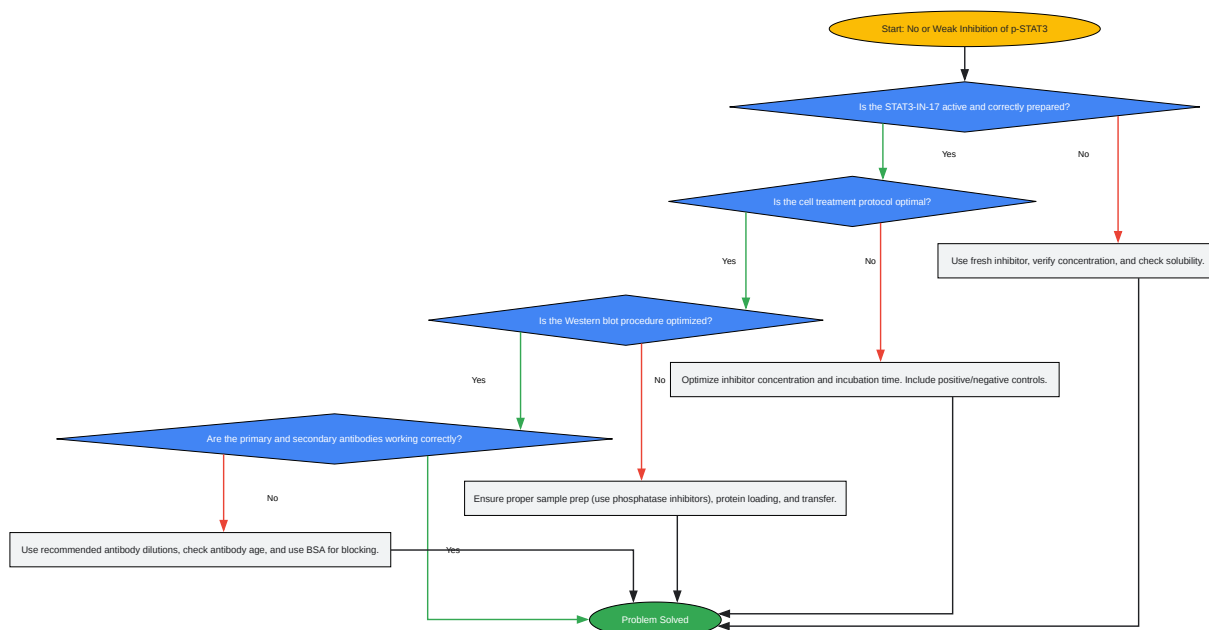 Start: No or Weak Inhibition of p-STAT3
Is the STAT3-IN-17 active and correctly prepared?
Yes
No
Is the cell treatment protocol optimal?
Yes
No
Use fresh inhibitor, verify concentration, and check solubility.
Is the Western blot procedure optimized?
Yes
No
Optimize inhibitor concentration and incubation time. Include positive/negative controls.
Are the primary and secondary antibodies working correctly?
No
Ensure proper sample prep (use phosphatase inhibitors), protein loading, and transfer.
Use recommended antibody dilutions, check antibody age, and use BSA for blocking.
Yes
Problem Solved